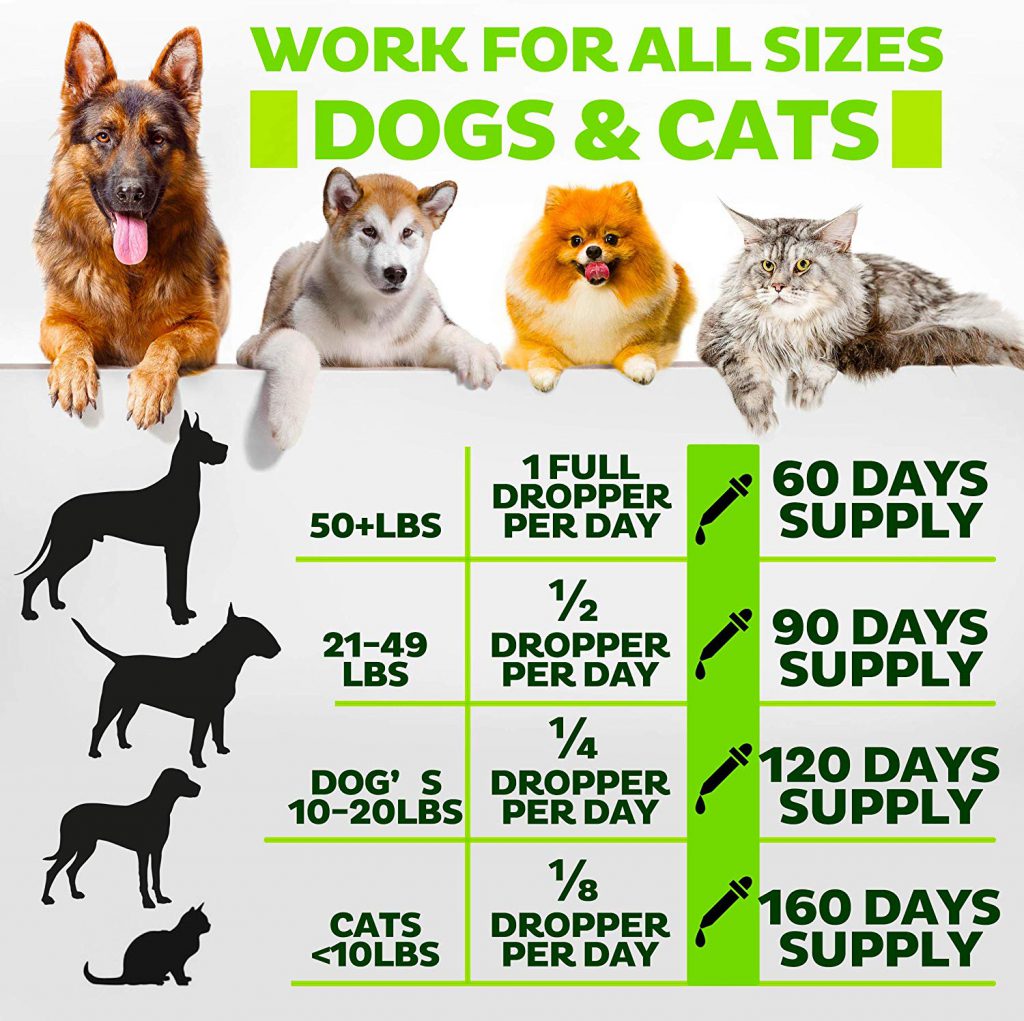 WORK FOR ALL SIZES
DOGS & CATS
50+LBS
1 FULL
DROPPER
PER DAY
60 DAYS
SUPPLY
21-49
LBS
1/2
DROPPER
PER DAY
90 DAYS
SUPPLY
DOG' S
10-20LBS
1/4
DROPPER
PER DAY
120 DAYS
SUPPLY
CATS
<10LBS
1/8
DROPPER
PER DAY
160 DAYS
SUPPLY